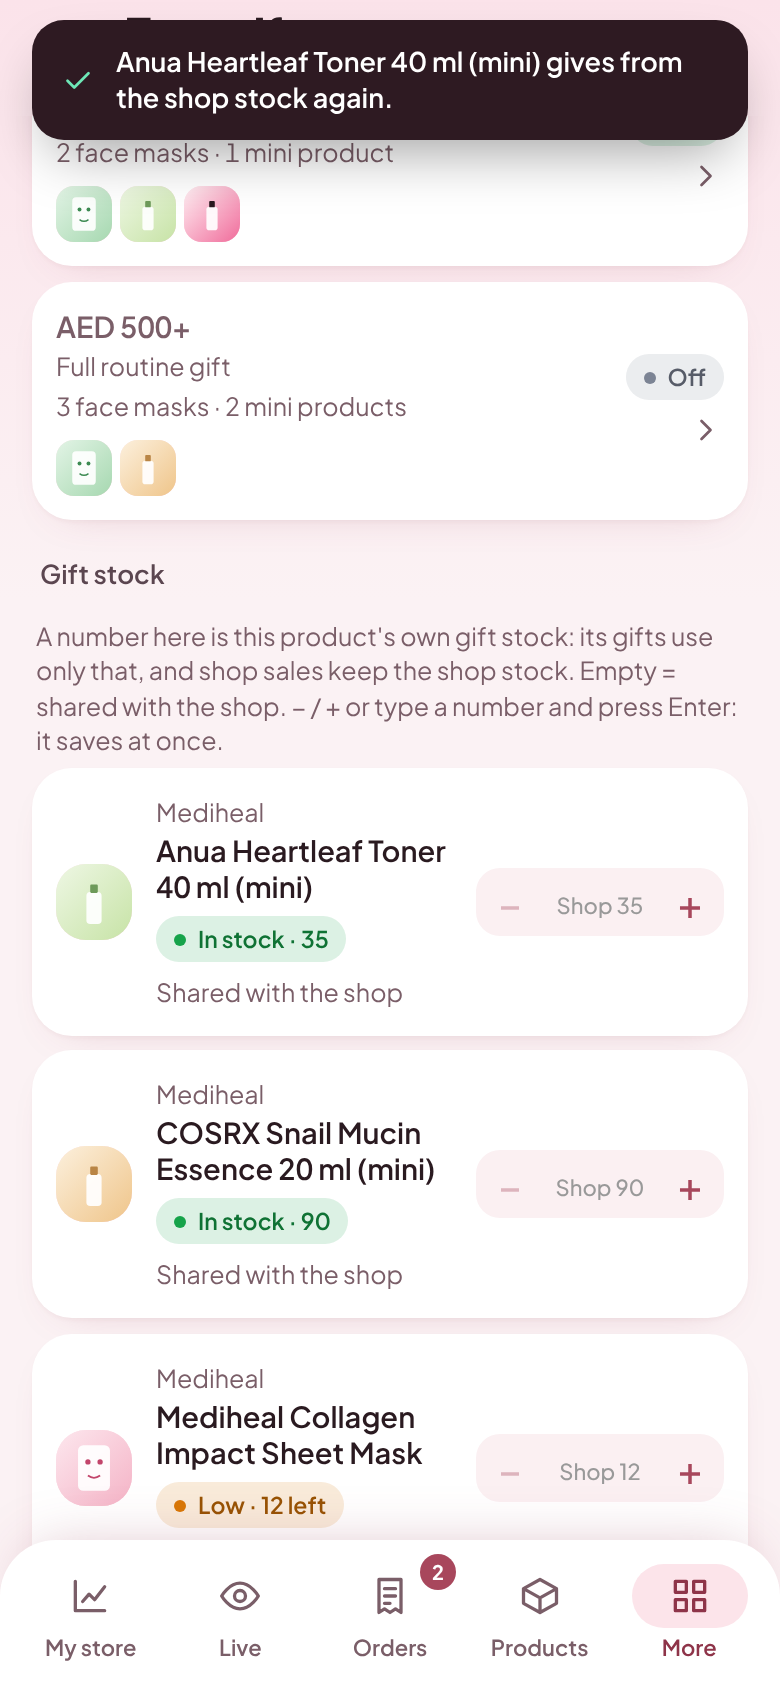 Anua Heartleaf Toner 40 ml (mini) gives from
the shop stock again.
2 face masks · 1 mini product
AED 500+
Full routine gift
3 face masks · 2 mini products
Off
Gift stock
A number here is this product's own gift stock: its gifts use
only that, and shop sales keep the shop stock. Empty =
shared with the shop. – / + or type a number and press Enter:
it saves at once.
Mediheal
Anua Heartleaf Toner
40 ml (mini)
In stock · 35
Shared with the shop
– Shop 35 +
Mediheal
COSRX Snail Mucin
Essence 20 ml (mini)
In stock · 90
Shared with the shop
– Shop 90 +
Mediheal
Mediheal Collagen
Impact Sheet Mask
Low · 12 left
– Shop 12 +
2
My store
Live
Orders
Products
More